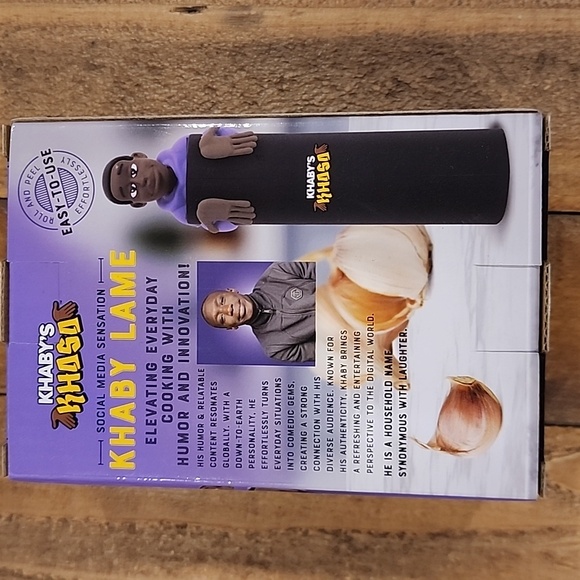 KHABY'S
KHASA
SOCIAL MEDIA SENSATION
KHABY LAME
ELEVATING EVERYDAY
COOKING WITH
HUMOR AND INNOVATION!
HIS HUMOR & RELATABLE
CONTENT RESONATES
GLOBALLY. WITH A
DOWN-TO-EARTH
PERSONALITY, HE
EFFORTLESSLY TURNS
EVERYDAY SITUATIONS
INTO COMEDIC GEMS,
CREATING A STRONG
CONNECTION WITH HIS
DIVERSE AUDIENCE. KNOWN FOR
HIS AUTHENTICITY, KHABY BRINGS
A REFRESHING AND ENTERTAINING
PERSPECTIVE TO THE DIGITAL WORLD.
HE IS A HOUSEHOLD NAME
SYNONYMOUS WITH LAUGHTER.
ROLL AND PEEL
EASY-TO-USE
EFFORTLESSLY
KHABY'S
KHASA